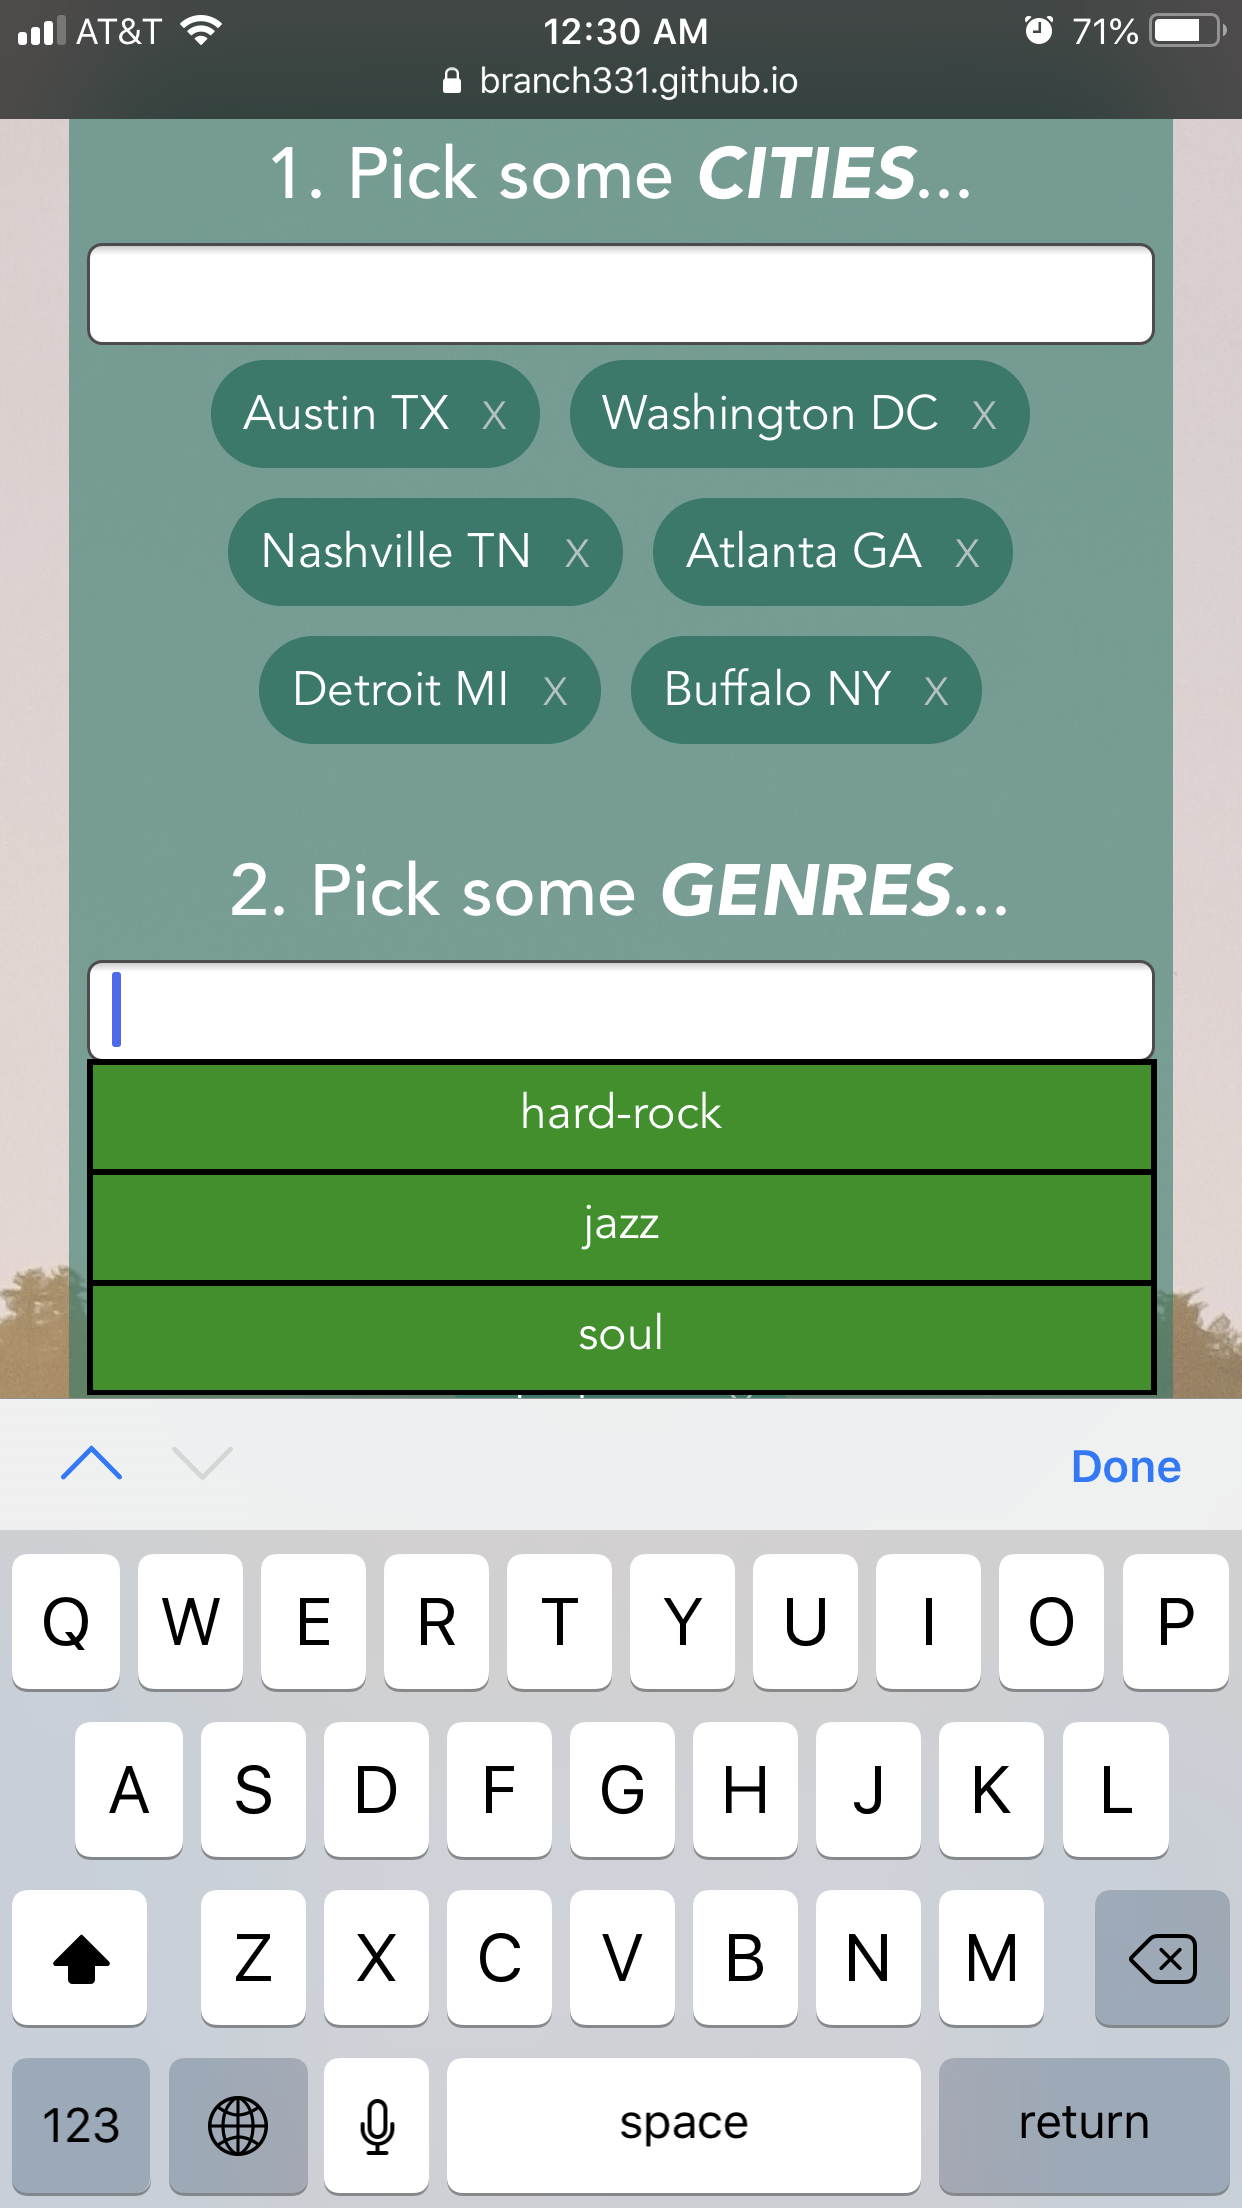 AT&T 12:30 AM 71%
branch331.github.io
1. Pick some CITIES...
Austin TX X Washington DC X
Nashville TN X Atlanta GA X
Detroit MI X Buffalo NY X
2. Pick some GENRES...
hard-rock
jazz
soul
Done
Q W E R T Y U I O P
A S D F G H J K L
Z X C V B N M
123 space return